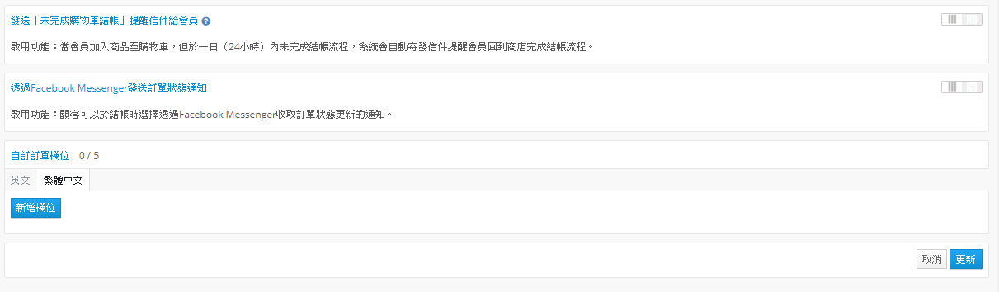 發送「未完成購物車結帳」提醒信件給會員
啟用功能：當會員加入商品至購物車，但於一日（24小時）內未完成結帳流程，系統會自動寄發信件提醒會員回到商店完成結帳流程。
透過Facebook Messenger發送訂單狀態通知
啟用功能：顧客可以於結帳時選擇透過Facebook Messenger收取訂單狀態更新的通知。
自訂訂單欄位 0 / 5
英文 繁體中文
新增欄位
取消 更新